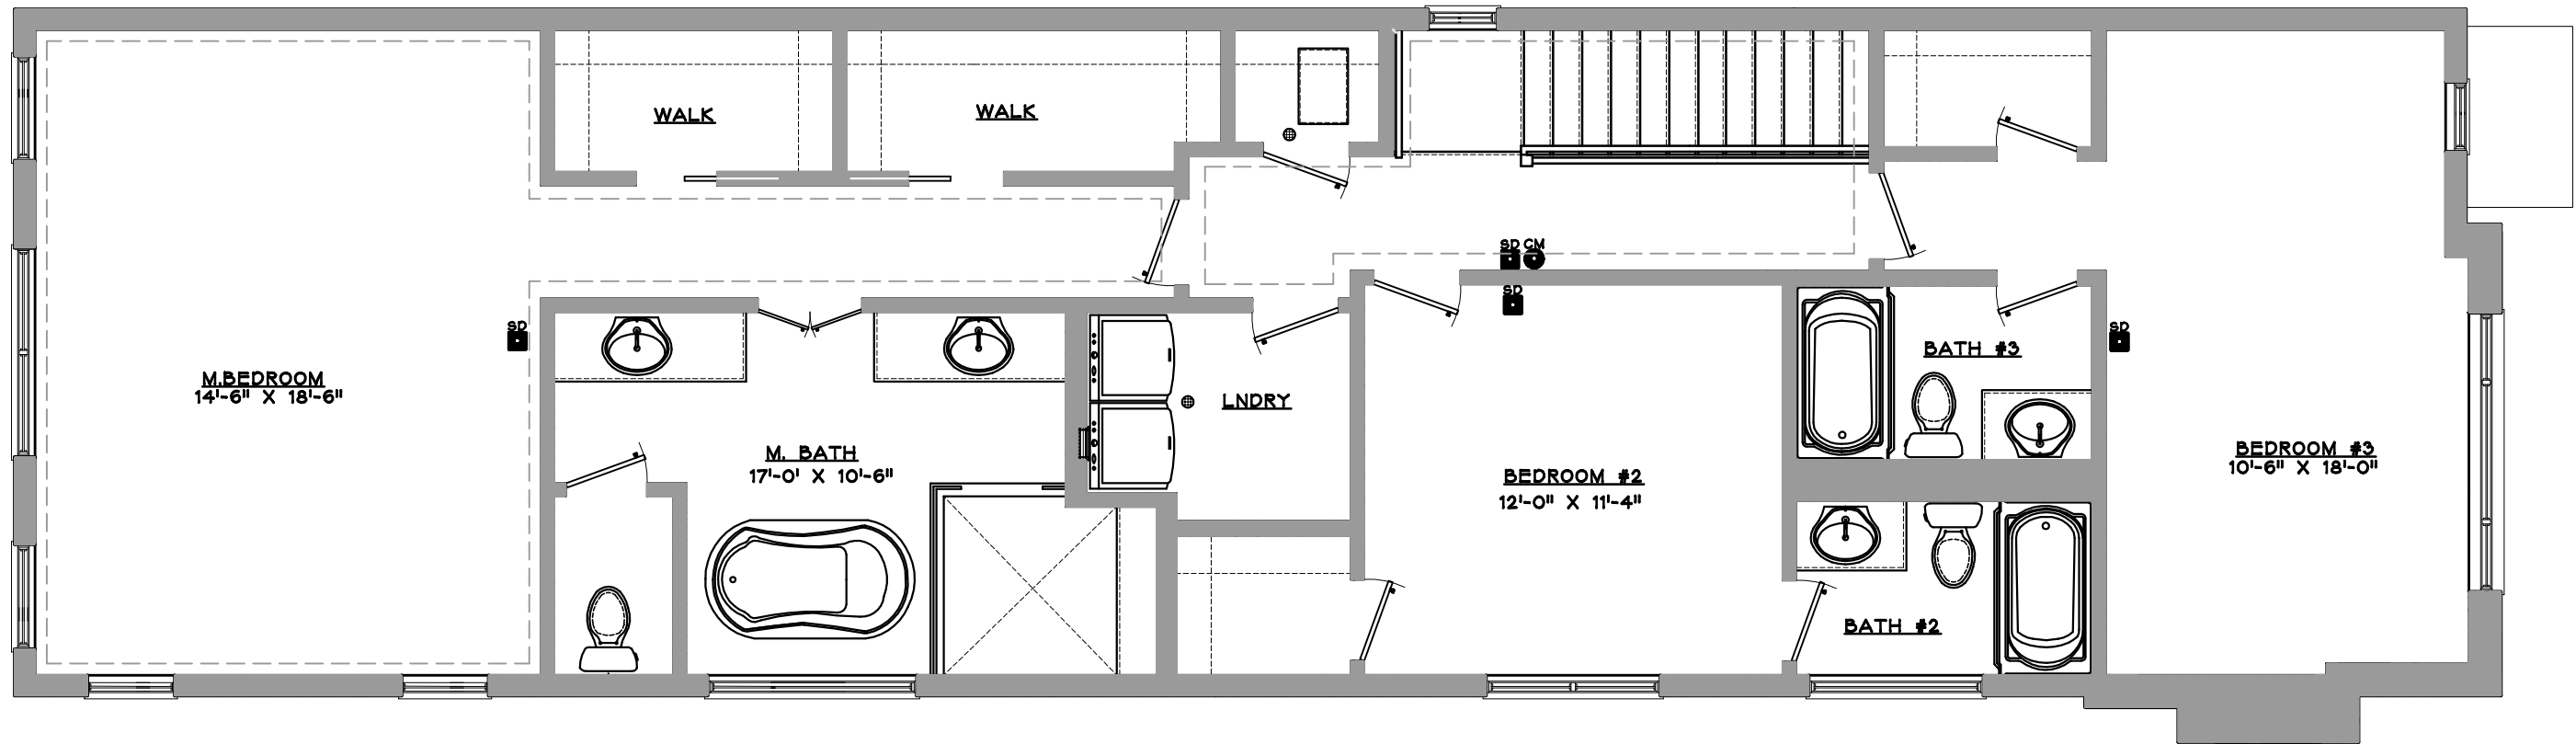 WALK
WALK
SD CM
SD
SD
SD
M.BEDROOM
14'-6" X 18'-6"
M. BATH
17'-0' X 10'-6"
LNDRY
BEDROOM #2
12'-0" X 11'-4"
BATH #3
BATH #2
BEDROOM #3
10'-6" X 18'-0"